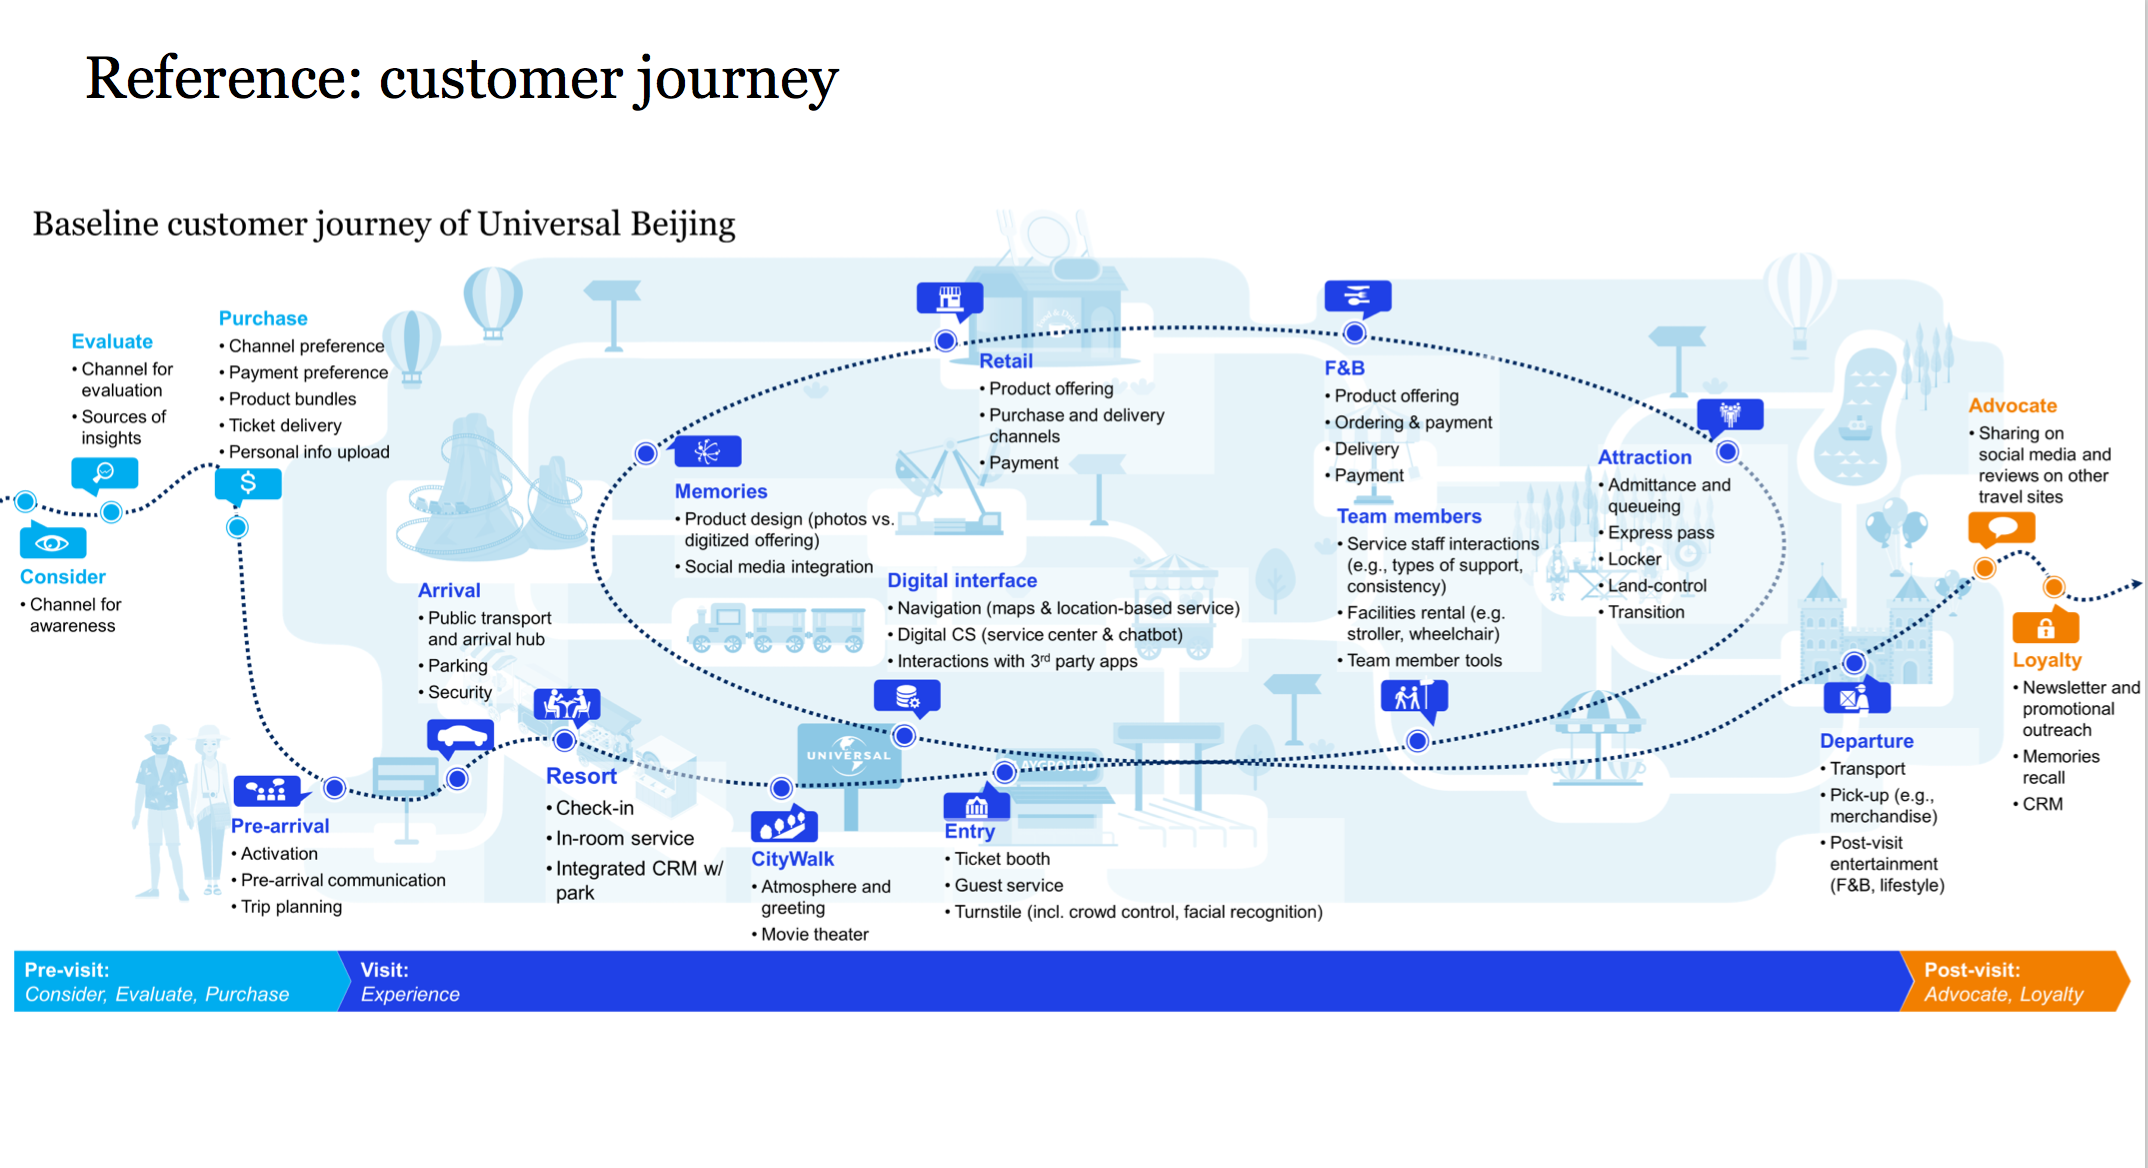 Reference: customer journey
Baseline customer journey of Universal Beijing
Consider
• Channel for
awareness
Evaluate
• Channel for
evaluation
• Sources of
insights
Purchase
• Channel preference
• Payment preference
• Product bundles
• Ticket delivery
• Personal info upload
$
Pre-arrival
• Activation
• Pre-arrival communication
• Trip planning
Arrival
• Public transport
and arrival hub
• Parking
• Security
Resort
• Check-in
• In-room service
• Integrated CRM w/
park
CityWalk
• Atmosphere and
greeting
• Movie theater
UNIVERSAL
Entry
• Ticket booth
• Guest service
• Turnstile (incl. crowd control, facial recognition)
Digital interface
• Navigation (maps & location-based service)
• Digital CS (service center & chatbot)
• Interactions with 3rd party apps
Memories
• Product design (photos vs.
digitized offering)
• Social media integration
Retail
• Product offering
• Purchase and delivery
channels
• Payment
F&B
• Product offering
• Ordering & payment
• Delivery
• Payment
Team members
• Service staff interactions
(e.g., types of support,
consistency)
• Facilities rental (e.g.
stroller, wheelchair)
• Team member tools
Attraction
• Admittance and
queueing
• Express pass
• Locker
• Land-control
• Transition
Departure
• Transport
• Pick-up (e.g.,
merchandise)
• Post-visit
entertainment
(F&B, lifestyle)
Advocate
• Sharing on
social media and
reviews on other
travel sites
Loyalty
• Newsletter and
promotional
outreach
• Memories
recall
• CRM
Pre-visit:
Consider, Evaluate, Purchase
Visit:
Experience
Post-visit:
Advocate, Loyalty